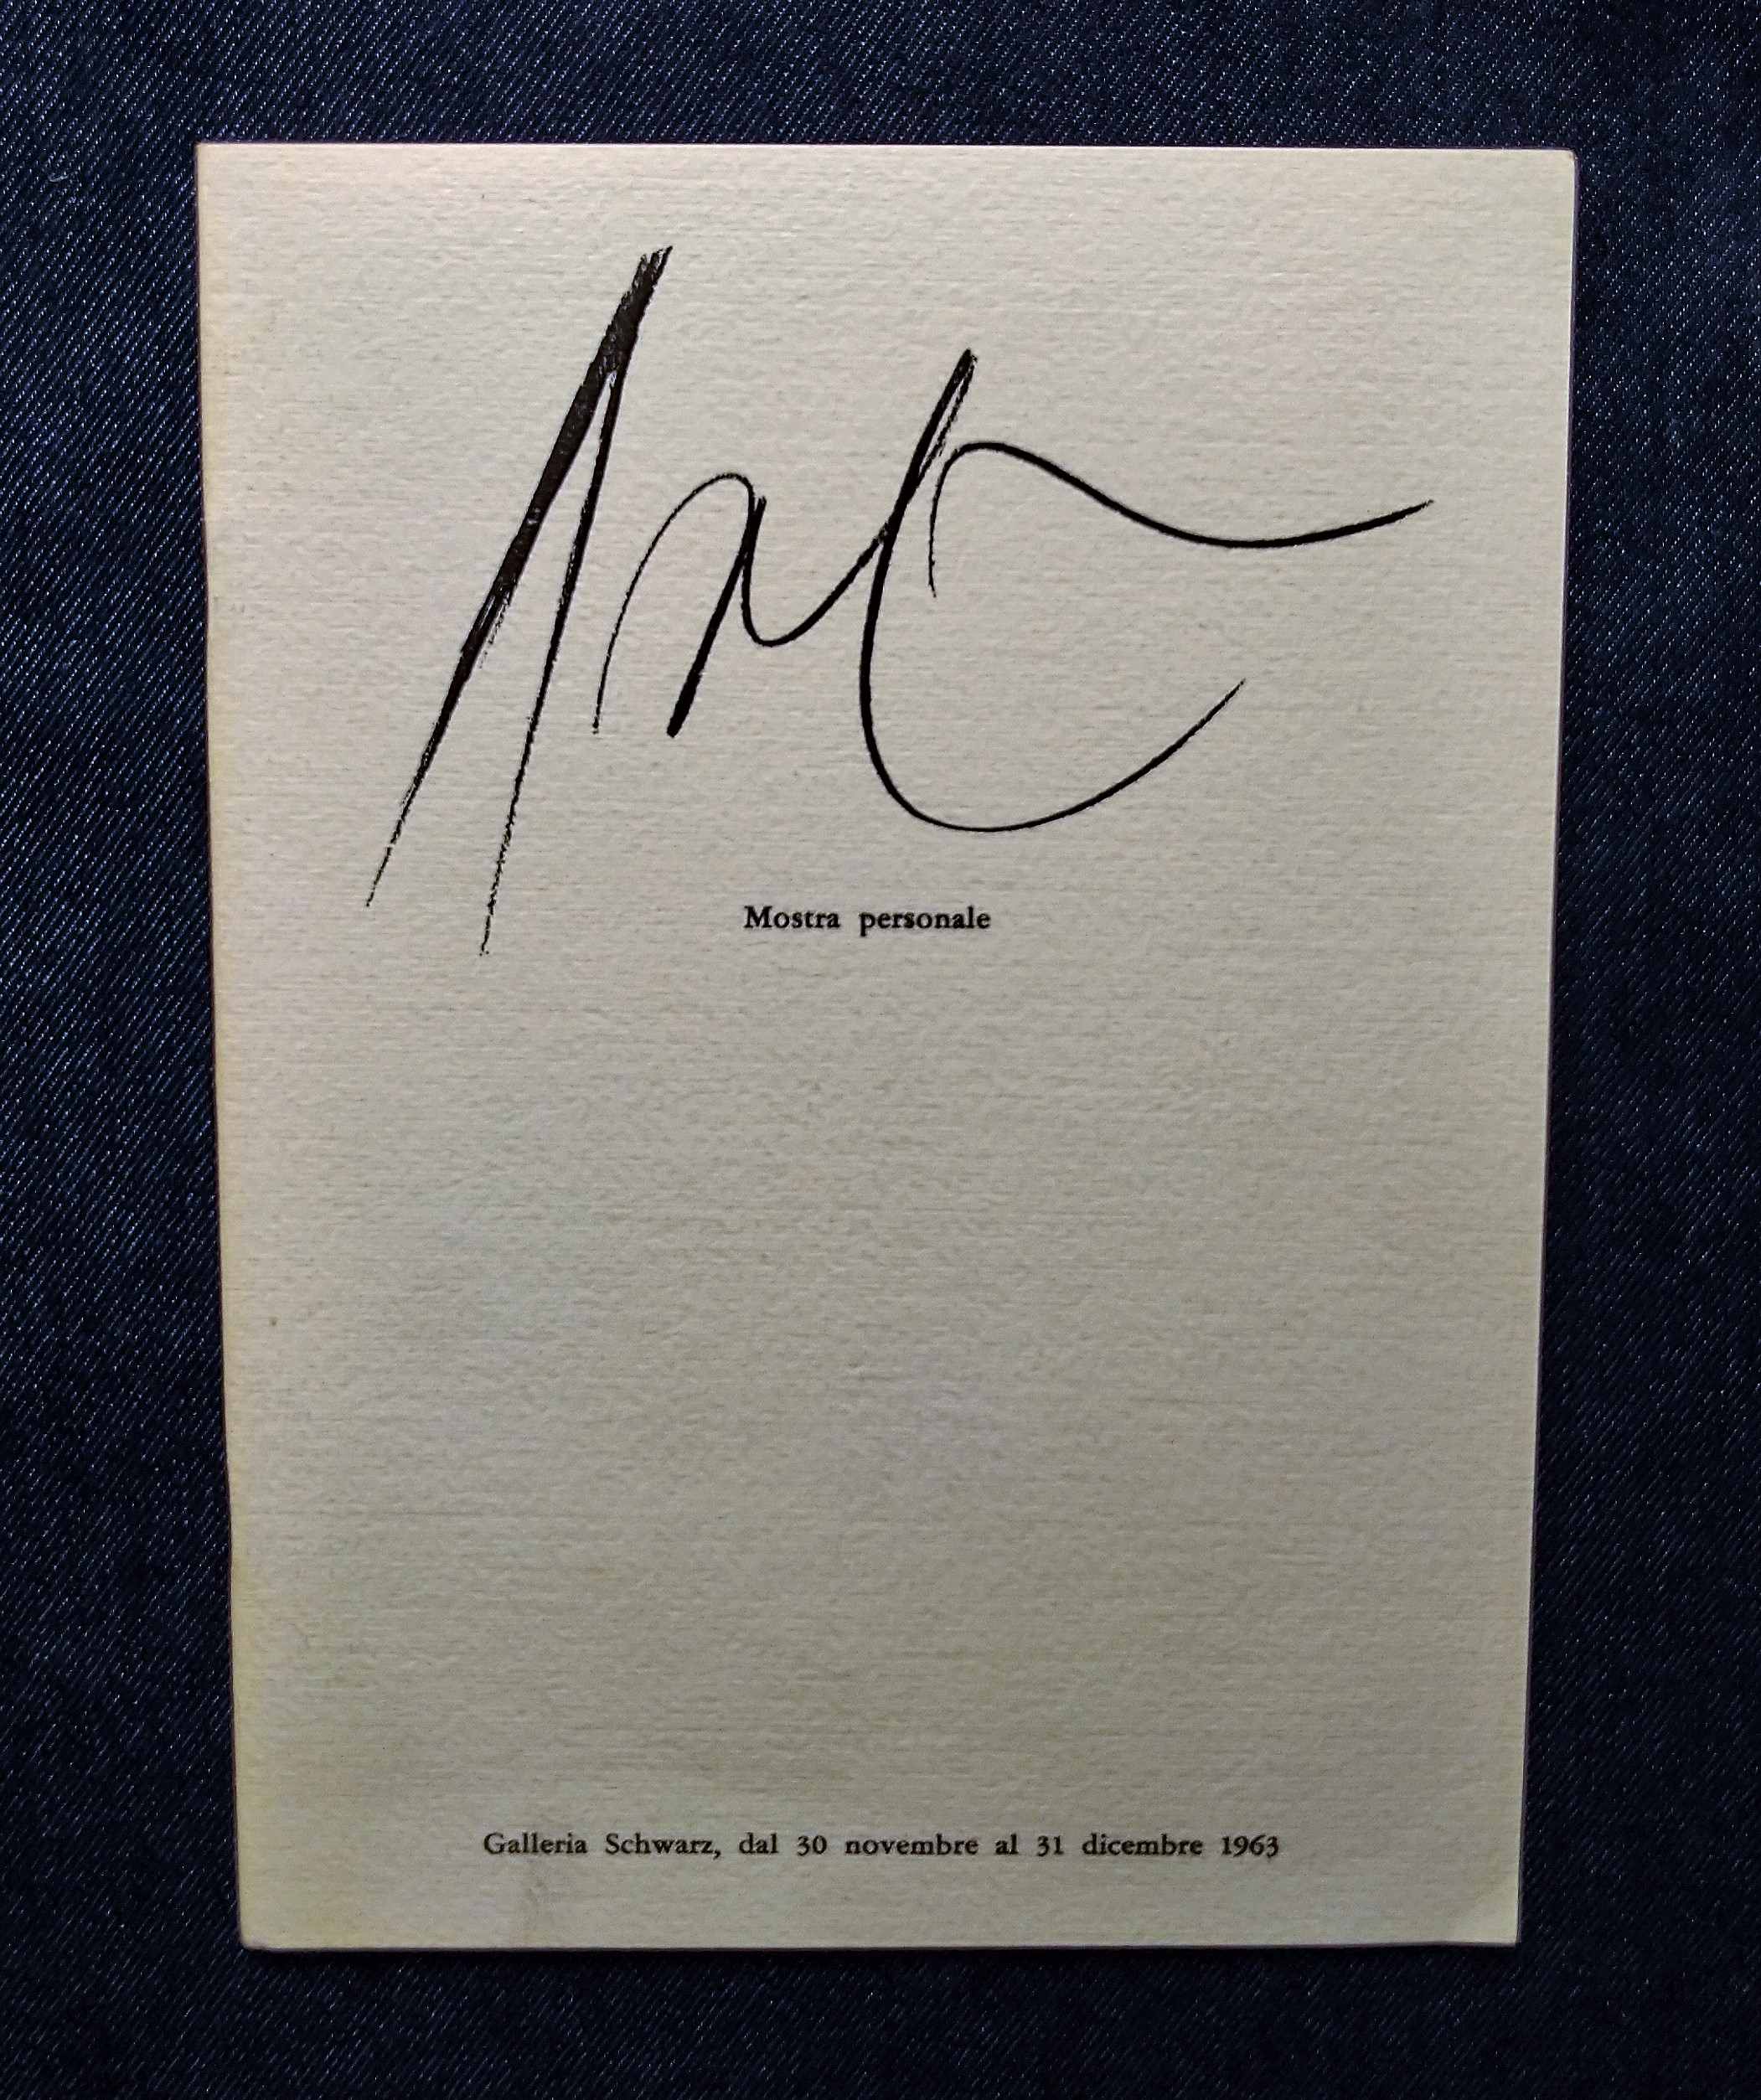 Mostra personale
Galleria Schwarz, dal 30 novembre al 31 dicembre 1963